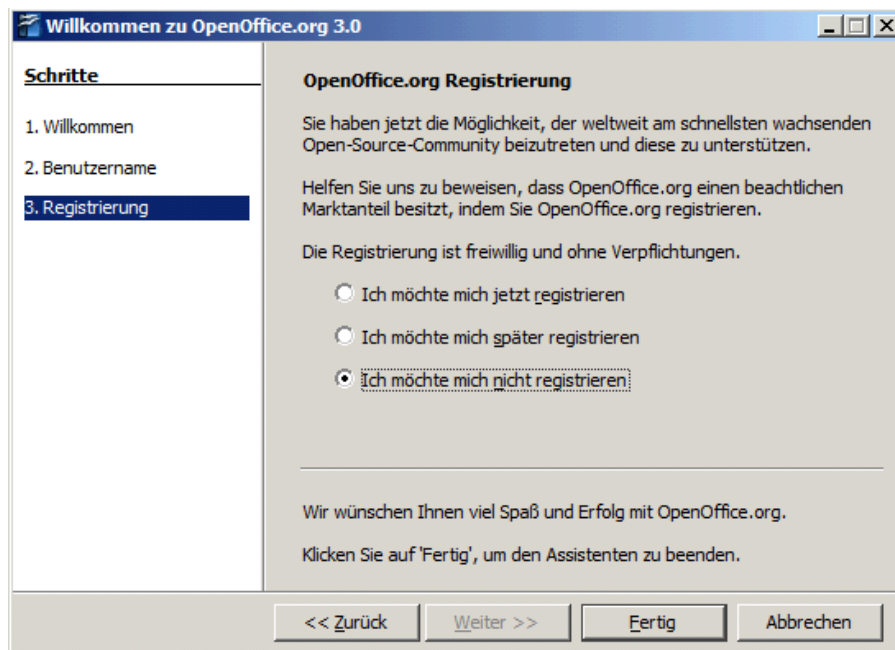 Willkommen zu OpenOffice.org 3.0
Schritte
1. Willkommen
2. Benutzername
3. Registrierung
OpenOffice.org Registrierung
Sie haben jetzt die Möglichkeit, der weltweit am schnellsten wachsenden
Open-Source-Community beizutreten und diese zu unterstützen.
Helfen Sie uns zu beweisen, dass OpenOffice.org einen beachtlichen
Marktanteil besitzt, indem Sie OpenOffice.org registrieren.
Die Registrierung ist freiwillig und ohne Verpflichtungen.
Ich möchte mich jetzt registrieren
Ich möchte mich später registrieren
Ich möchte mich nicht registrieren
Wir wünschen Ihnen viel Spaß und Erfolg mit OpenOffice.org.
Klicken Sie auf 'Fertig', um den Assistenten zu beenden.
<< Zurück
Weiter >>
Fertig
Abbrechen